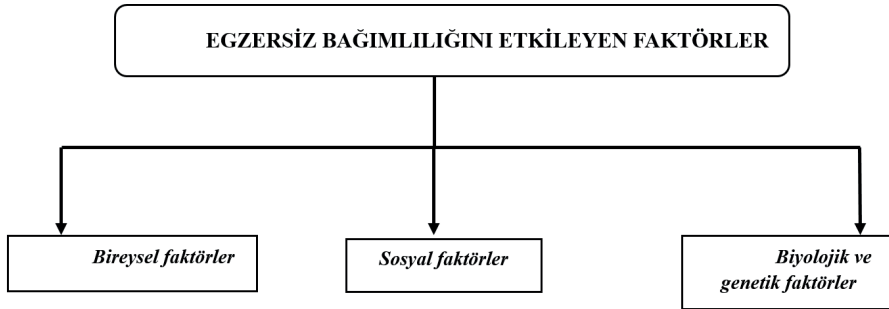 EGZERSİZ BAĞIMLILIĞINI ETKİLEYEN FAKTÖRLER
Bireysel faktörler
Sosyal faktörler
Biyolojik ve
genetik faktörler